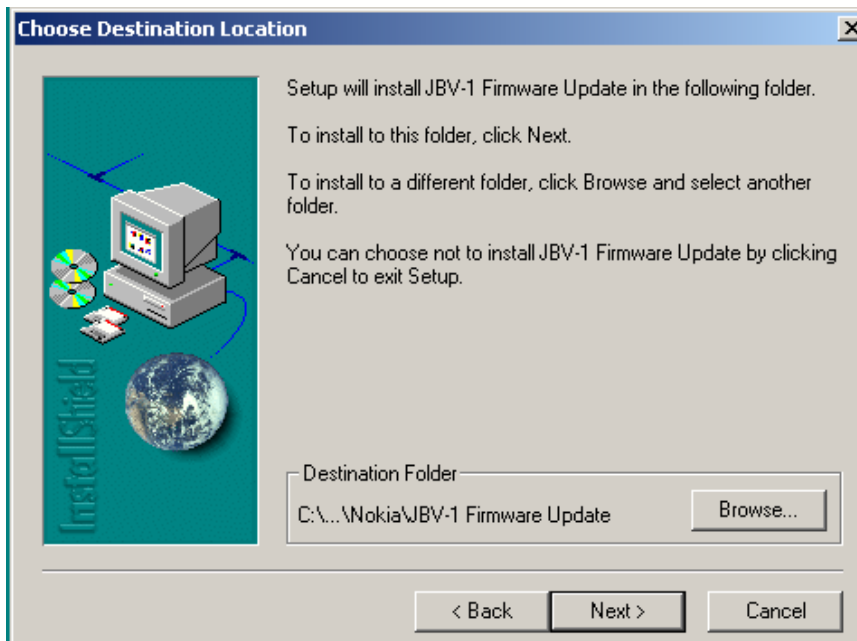 Choose Destination Location
Setup will install JBV-1 Firmware Update in the following folder.
To install to this folder, click Next.
To install to a different folder, click Browse and select another
folder.
You can choose not to install JBV-1 Firmware Update by clicking
Cancel to exit Setup.
InstallShield
Destination Folder
C:\...\Nokia\JBV-1 Firmware Update
Browse...
< Back
Next >
Cancel